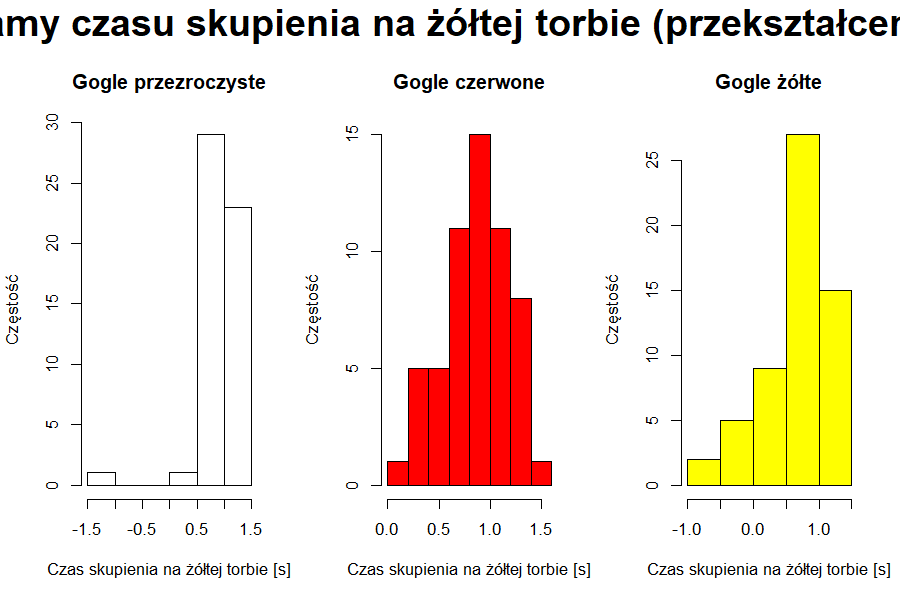 amy czasu skupienia na żółtej torbie (przekształcen
Gogle przezroczyste
Gogle czerwone
Gogle żółte
Częstość
0
5
10
15
20
25
30
-1.5
-0.5
0.5
1.5
Czas skupienia na żółtej torbie [s]
Częstość
0
5
10
15
0.0
0.5
1.0
1.5
Czas skupienia na żółtej torbie [s]
Częstość
0
5
10
15
20
25
-1.0
0.0
1.0
Czas skupienia na żółtej torbie [s]